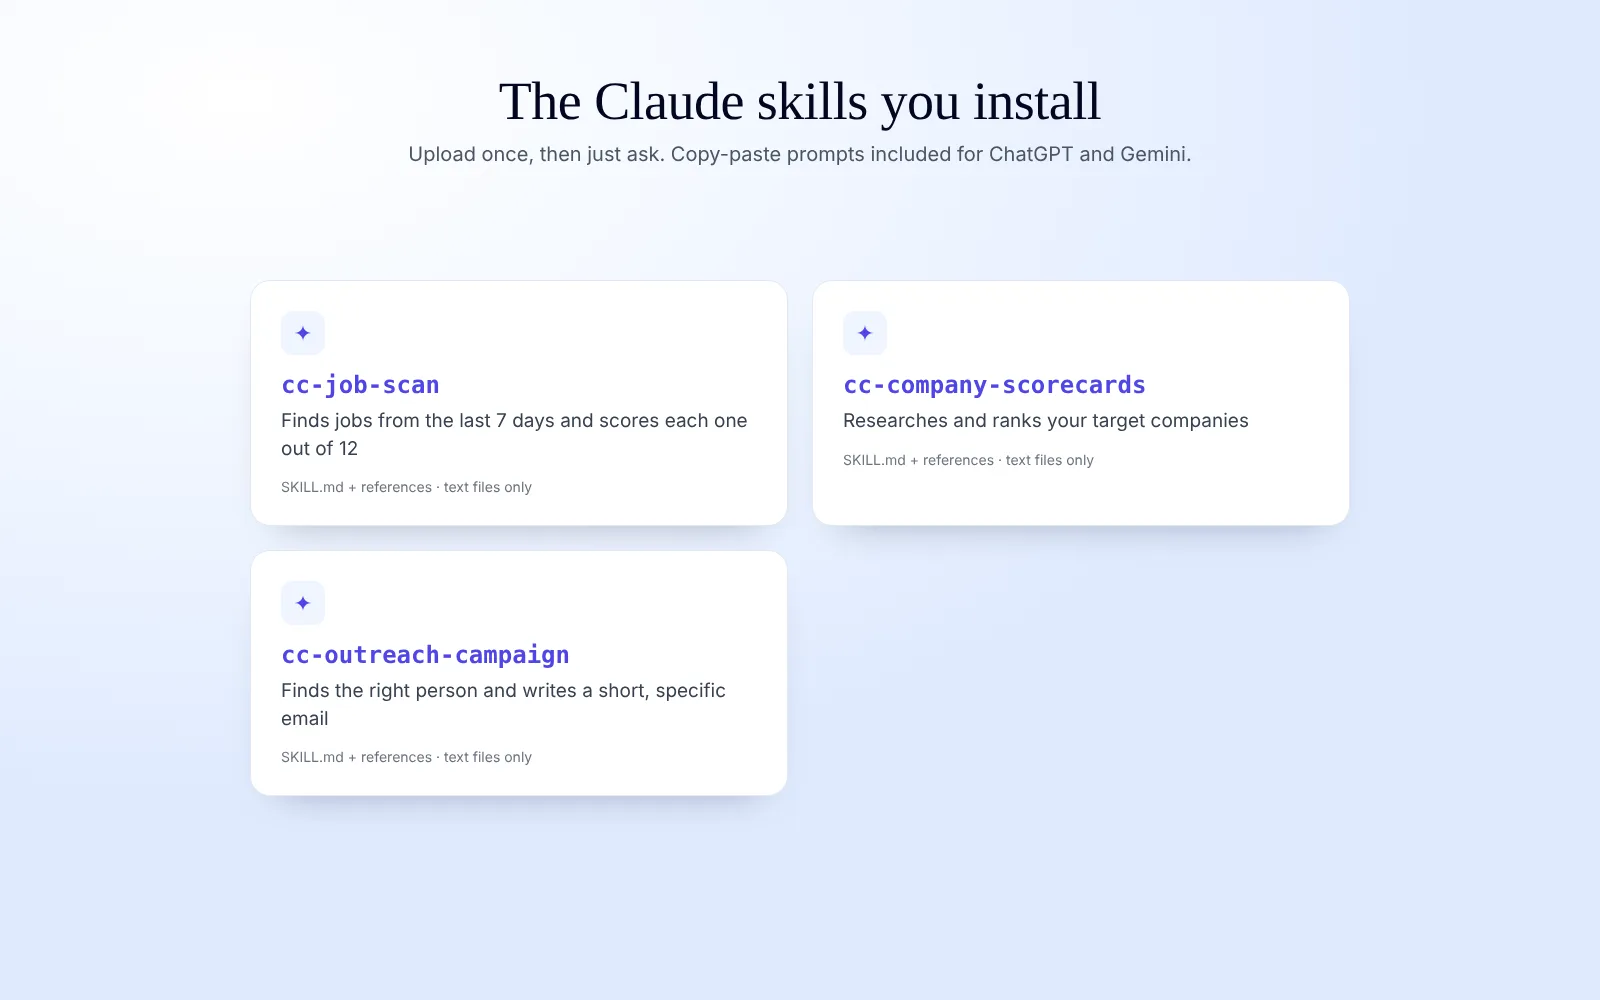 The Claude skills you install
Upload once, then just ask. Copy-paste prompts included for ChatGPT and Gemini.
cc-job-scan
Finds jobs from the last 7 days and scores each one
out of 12
SKILL.md + references · text files only
cc-company-scorecards
Researches and ranks your target companies
SKILL.md + references · text files only
cc-outreach-campaign
Finds the right person and writes a short, specific
email
SKILL.md + references · text files only